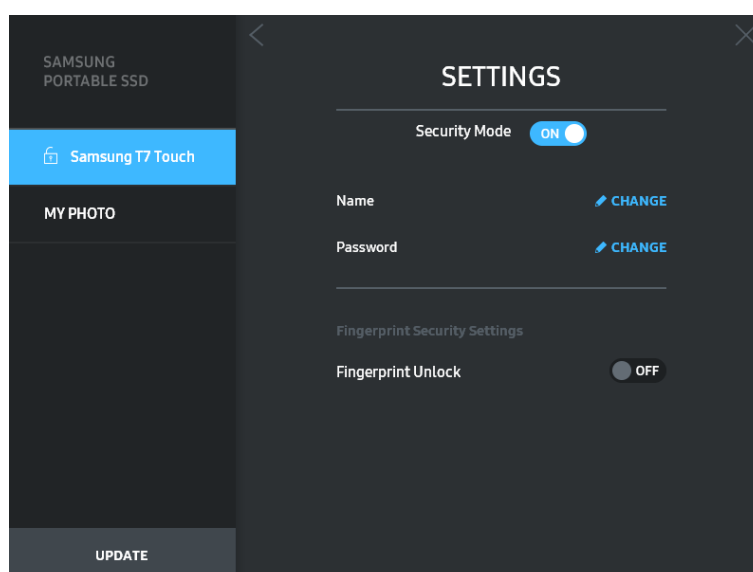 SAMSUNG
PORTABLE SSD
Samsung T7 Touch
MY PHOTO
UPDATE
SETTINGS
Security Mode ON
Name CHANGE
Password CHANGE
Fingerprint Security Settings
Fingerprint Unlock OFF